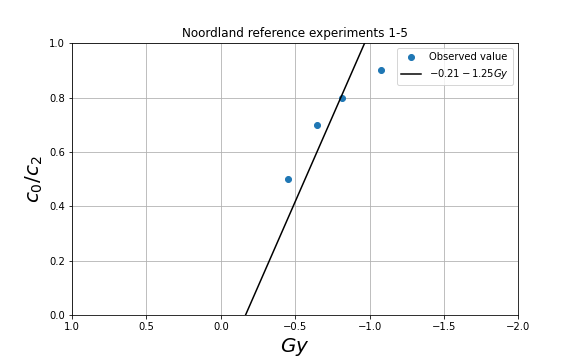 Noordland reference experiments 1-5
1.0
0.8
0.6
0.4
0.2
0.0
c₀/c₂
Observed value
−0.21 − 1.25Gy
1.0 0.5 0.0 −0.5 −1.0 −1.5 −2.0
Gy